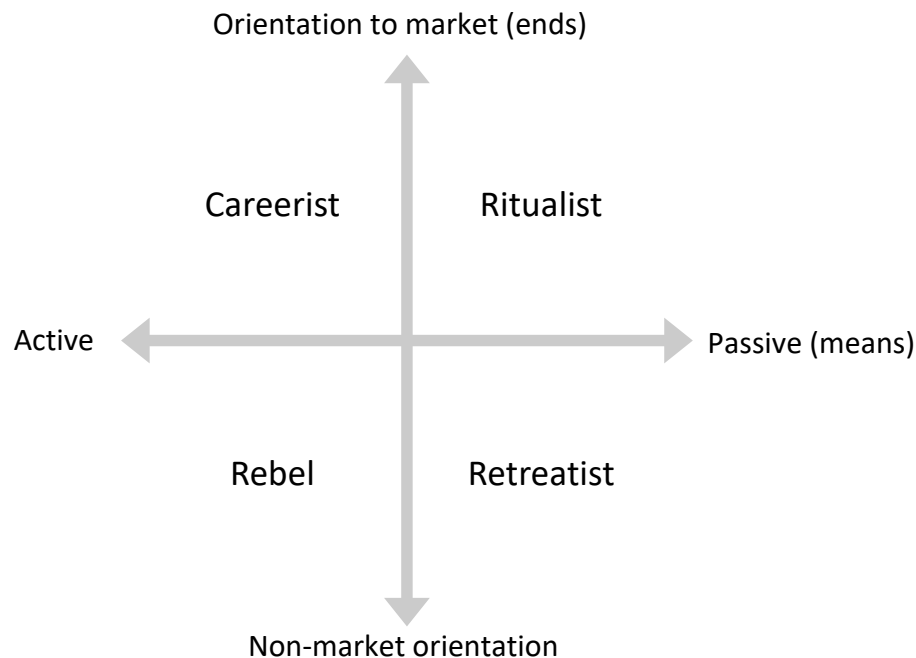 Orientation to market (ends)
Careerist
Ritualist
Active
Passive (means)
Rebel
Retreatist
Non-market orientation